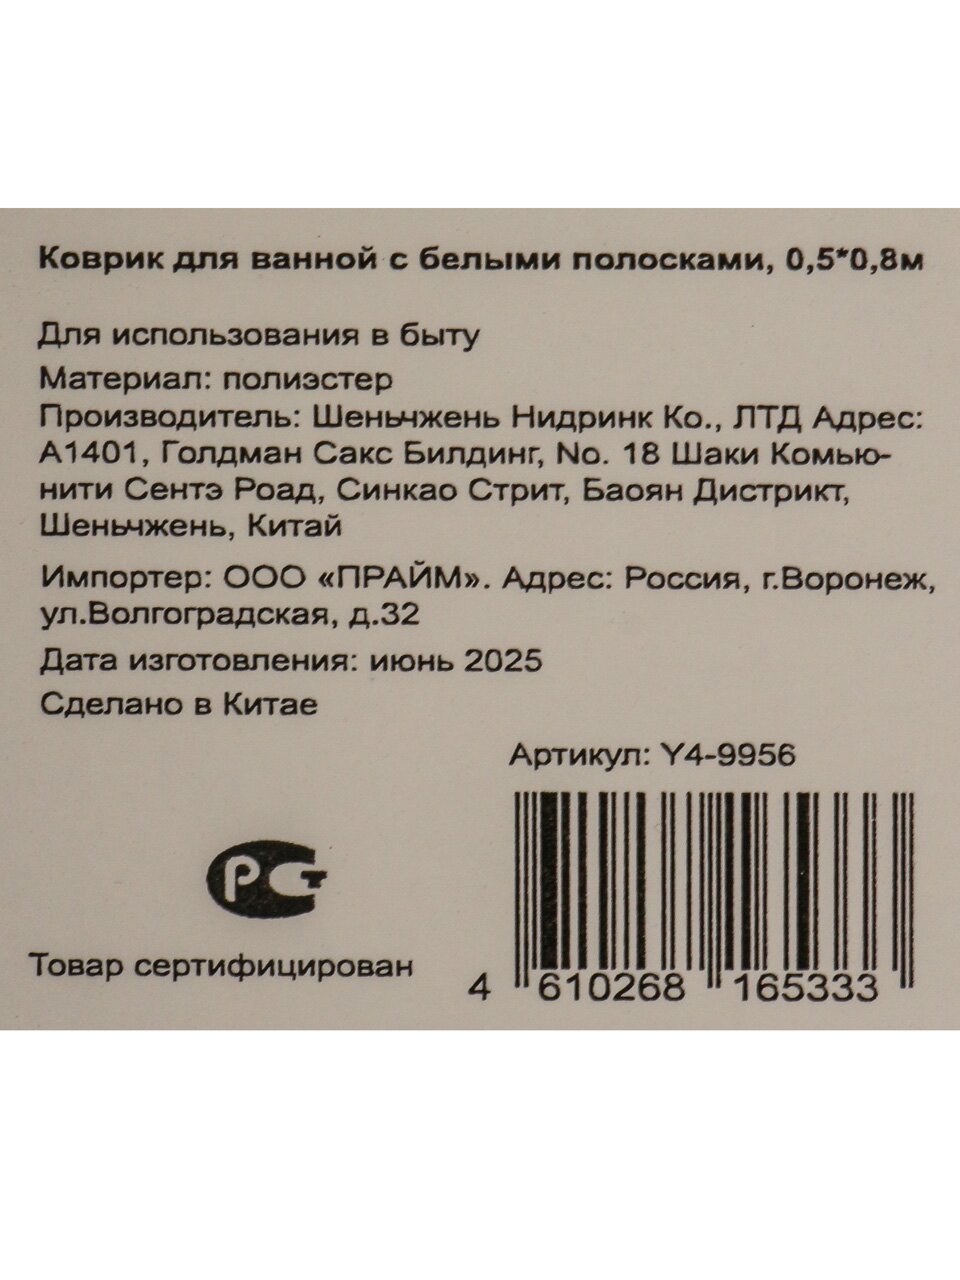 Коврик для ванной с белыми полосками, 0,5*0,8м
Для использования в быту
Материал: полиэстер
Производитель: Шеньчжень Нидринк Ко., ЛТД Адрес:
А1401, Голдман Сакс Билдинг, No. 18 Шаки Комью-
нити Сентэ Роад, Синкао Стрит, Баоян Дистрикт,
Шеньчжень, Китай
Импортер: ООО «ПРАЙМ». Адрес: Россия, г.Воронеж,
ул.Волгоградская, д.32
Дата изготовления: июнь 2025
Сделано в Китае
Артикул: Y4-9956
РСТ
Товар сертифицирован
4 610268 165333